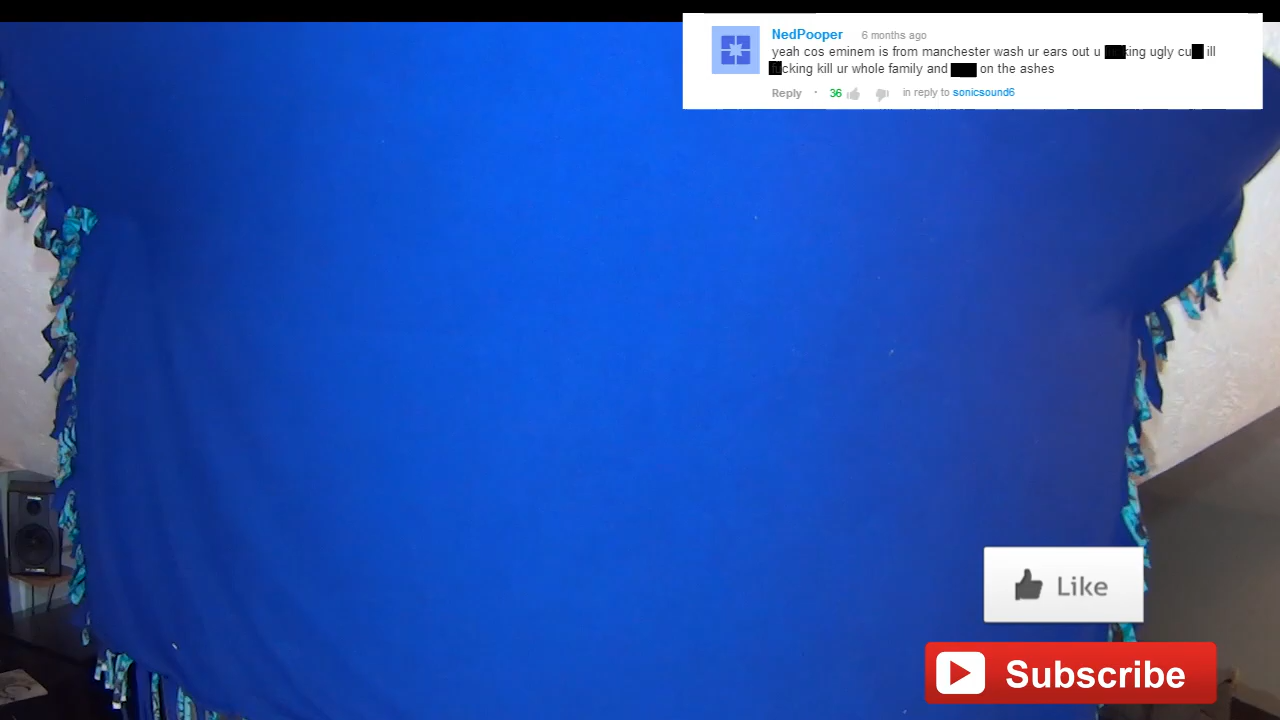 NedPooper 6 months ago
yeah cos eminem is from manchester wash ur ears out u king ugly cu ill
cking kill ur whole family and on the ashes
Reply · 36 in reply to sonicsound6
Like
Subscribe